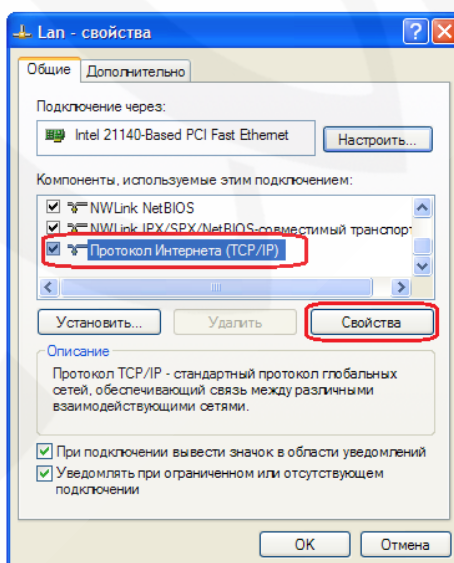 Lan - свойства
Общие
Дополнительно
Подключение через:
Intel 21140-Based PCI Fast Ethernet
Настроить...
Компоненты, используемые этим подключением:
NWLink NetBIOS
NWLink IPX/SPX/NetBIOS-совместимый транспорт
Протокол Интернета (TCP/IP)
Установить...
Удалить
Свойства
Описание
Протокол TCP/IP - стандартный протокол глобальных
сетей, обеспечивающий связь между различными
взаимодействующими сетями.
При подключении вывести значок в области уведомлений
Уведомлять при ограниченном или отсутствующем
подключении
OK
Отмена